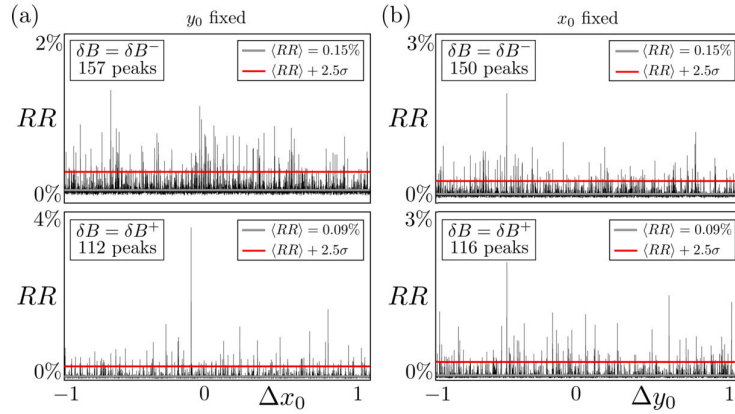 (a)
y₀ fixed
(b)
x₀ fixed
2%
RR
0%
δB = δB⁻
157 peaks
⟨RR⟩ = 0.15%
⟨RR⟩ + 2.5σ
3%
RR
0%
δB = δB⁻
150 peaks
⟨RR⟩ = 0.15%
⟨RR⟩ + 2.5σ
4%
RR
0%
δB = δB⁺
112 peaks
⟨RR⟩ = 0.09%
⟨RR⟩ + 2.5σ
3%
RR
0%
δB = δB⁺
116 peaks
⟨RR⟩ = 0.09%
⟨RR⟩ + 2.5σ
−1
0
Δx₀
1
−1
0
Δy₀
1